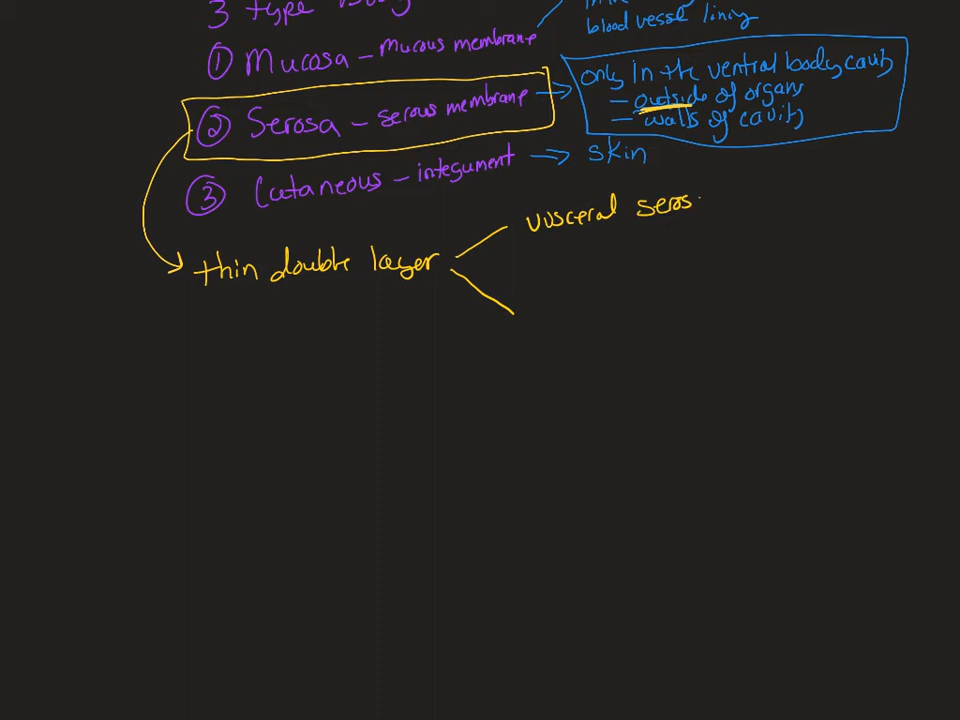 3 type Body
blood vessel lining
① Mucosa – Mucous membrane
② Serosa – serous membrane → only in the ventral body cavity
– outside of organs
– walls of cavity
③ Cutaneous – integument → skin
thin double layer
visceral seros